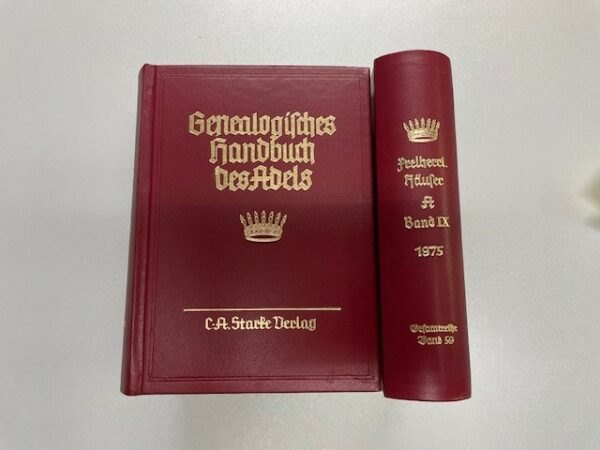 Genealogisches
Handbuch
des Adels
C.A. Starke Verlag
Freiherrl.
Häuser
A
Band IX
1975
Gesamtreihe
Band 59